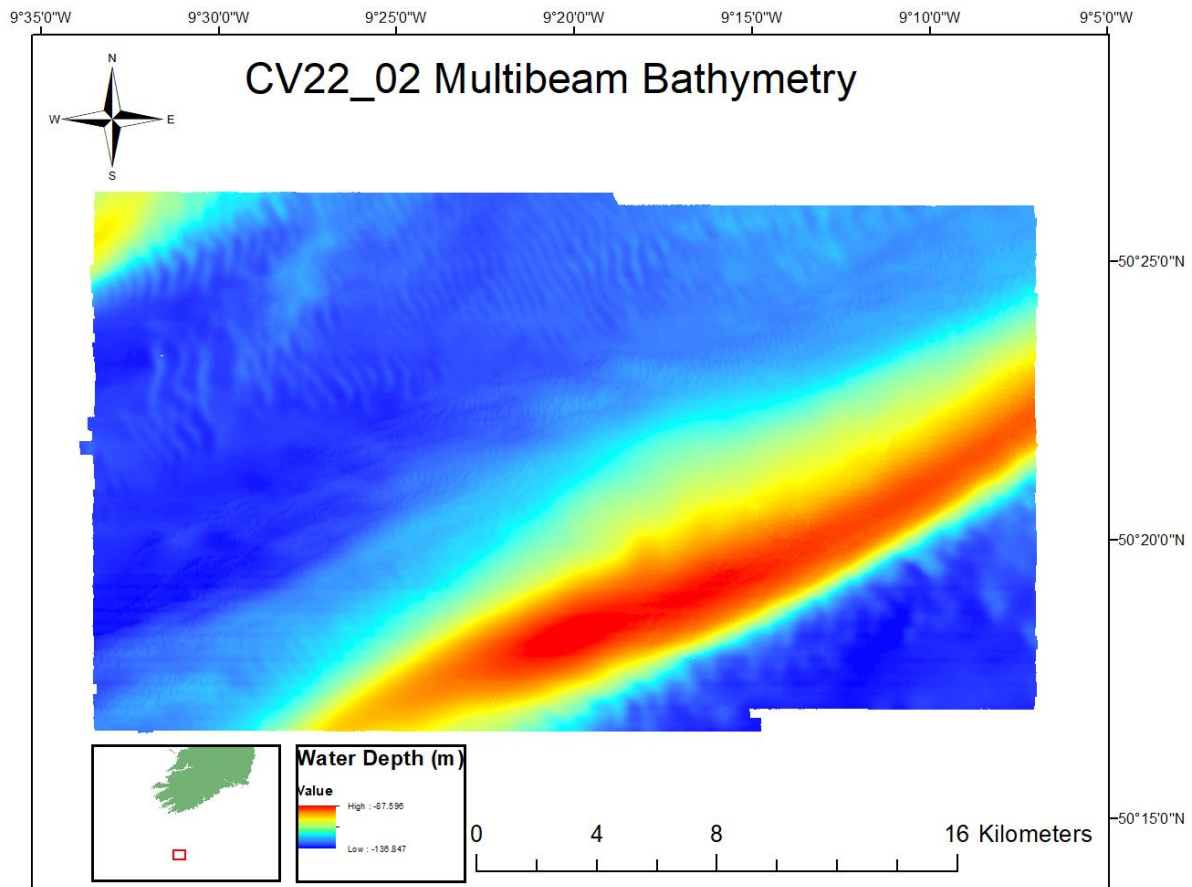 9°35'0"W 9°30'0"W 9°25'0"W 9°20'0"W 9°15'0"W 9°10'0"W 9°5'0"W
N
CV22_02 Multibeam Bathymetry
W E
S
50°25'0"N
50°20'0"N
50°15'0"N
Water Depth (m)
Value
High : -87.596
Low : -136.847
0 4 8 16 Kilometers